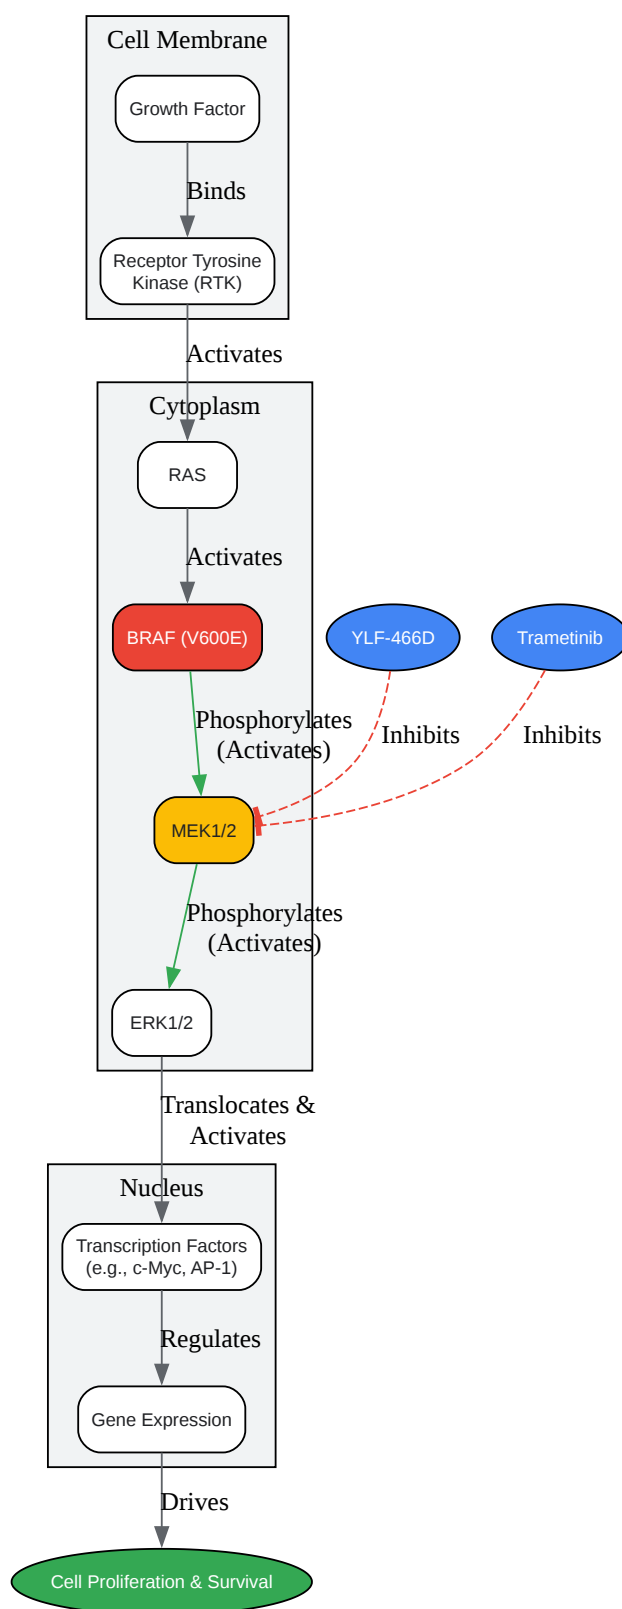 Cell Membrane
Growth Factor
Binds
Receptor Tyrosine
Kinase (RTK)
Activates
Cytoplasm
RAS
Activates
BRAF (V600E)
YLF-466D
Trametinib
Phosphorylates
(Activates)
Inhibits
Inhibits
MEK1/2
Phosphorylates
(Activates)
ERK1/2
Translocates &
Activates
Nucleus
Transcription Factors
(e.g., c-Myc, AP-1)
Regulates
Gene Expression
Drives
Cell Proliferation & Survival